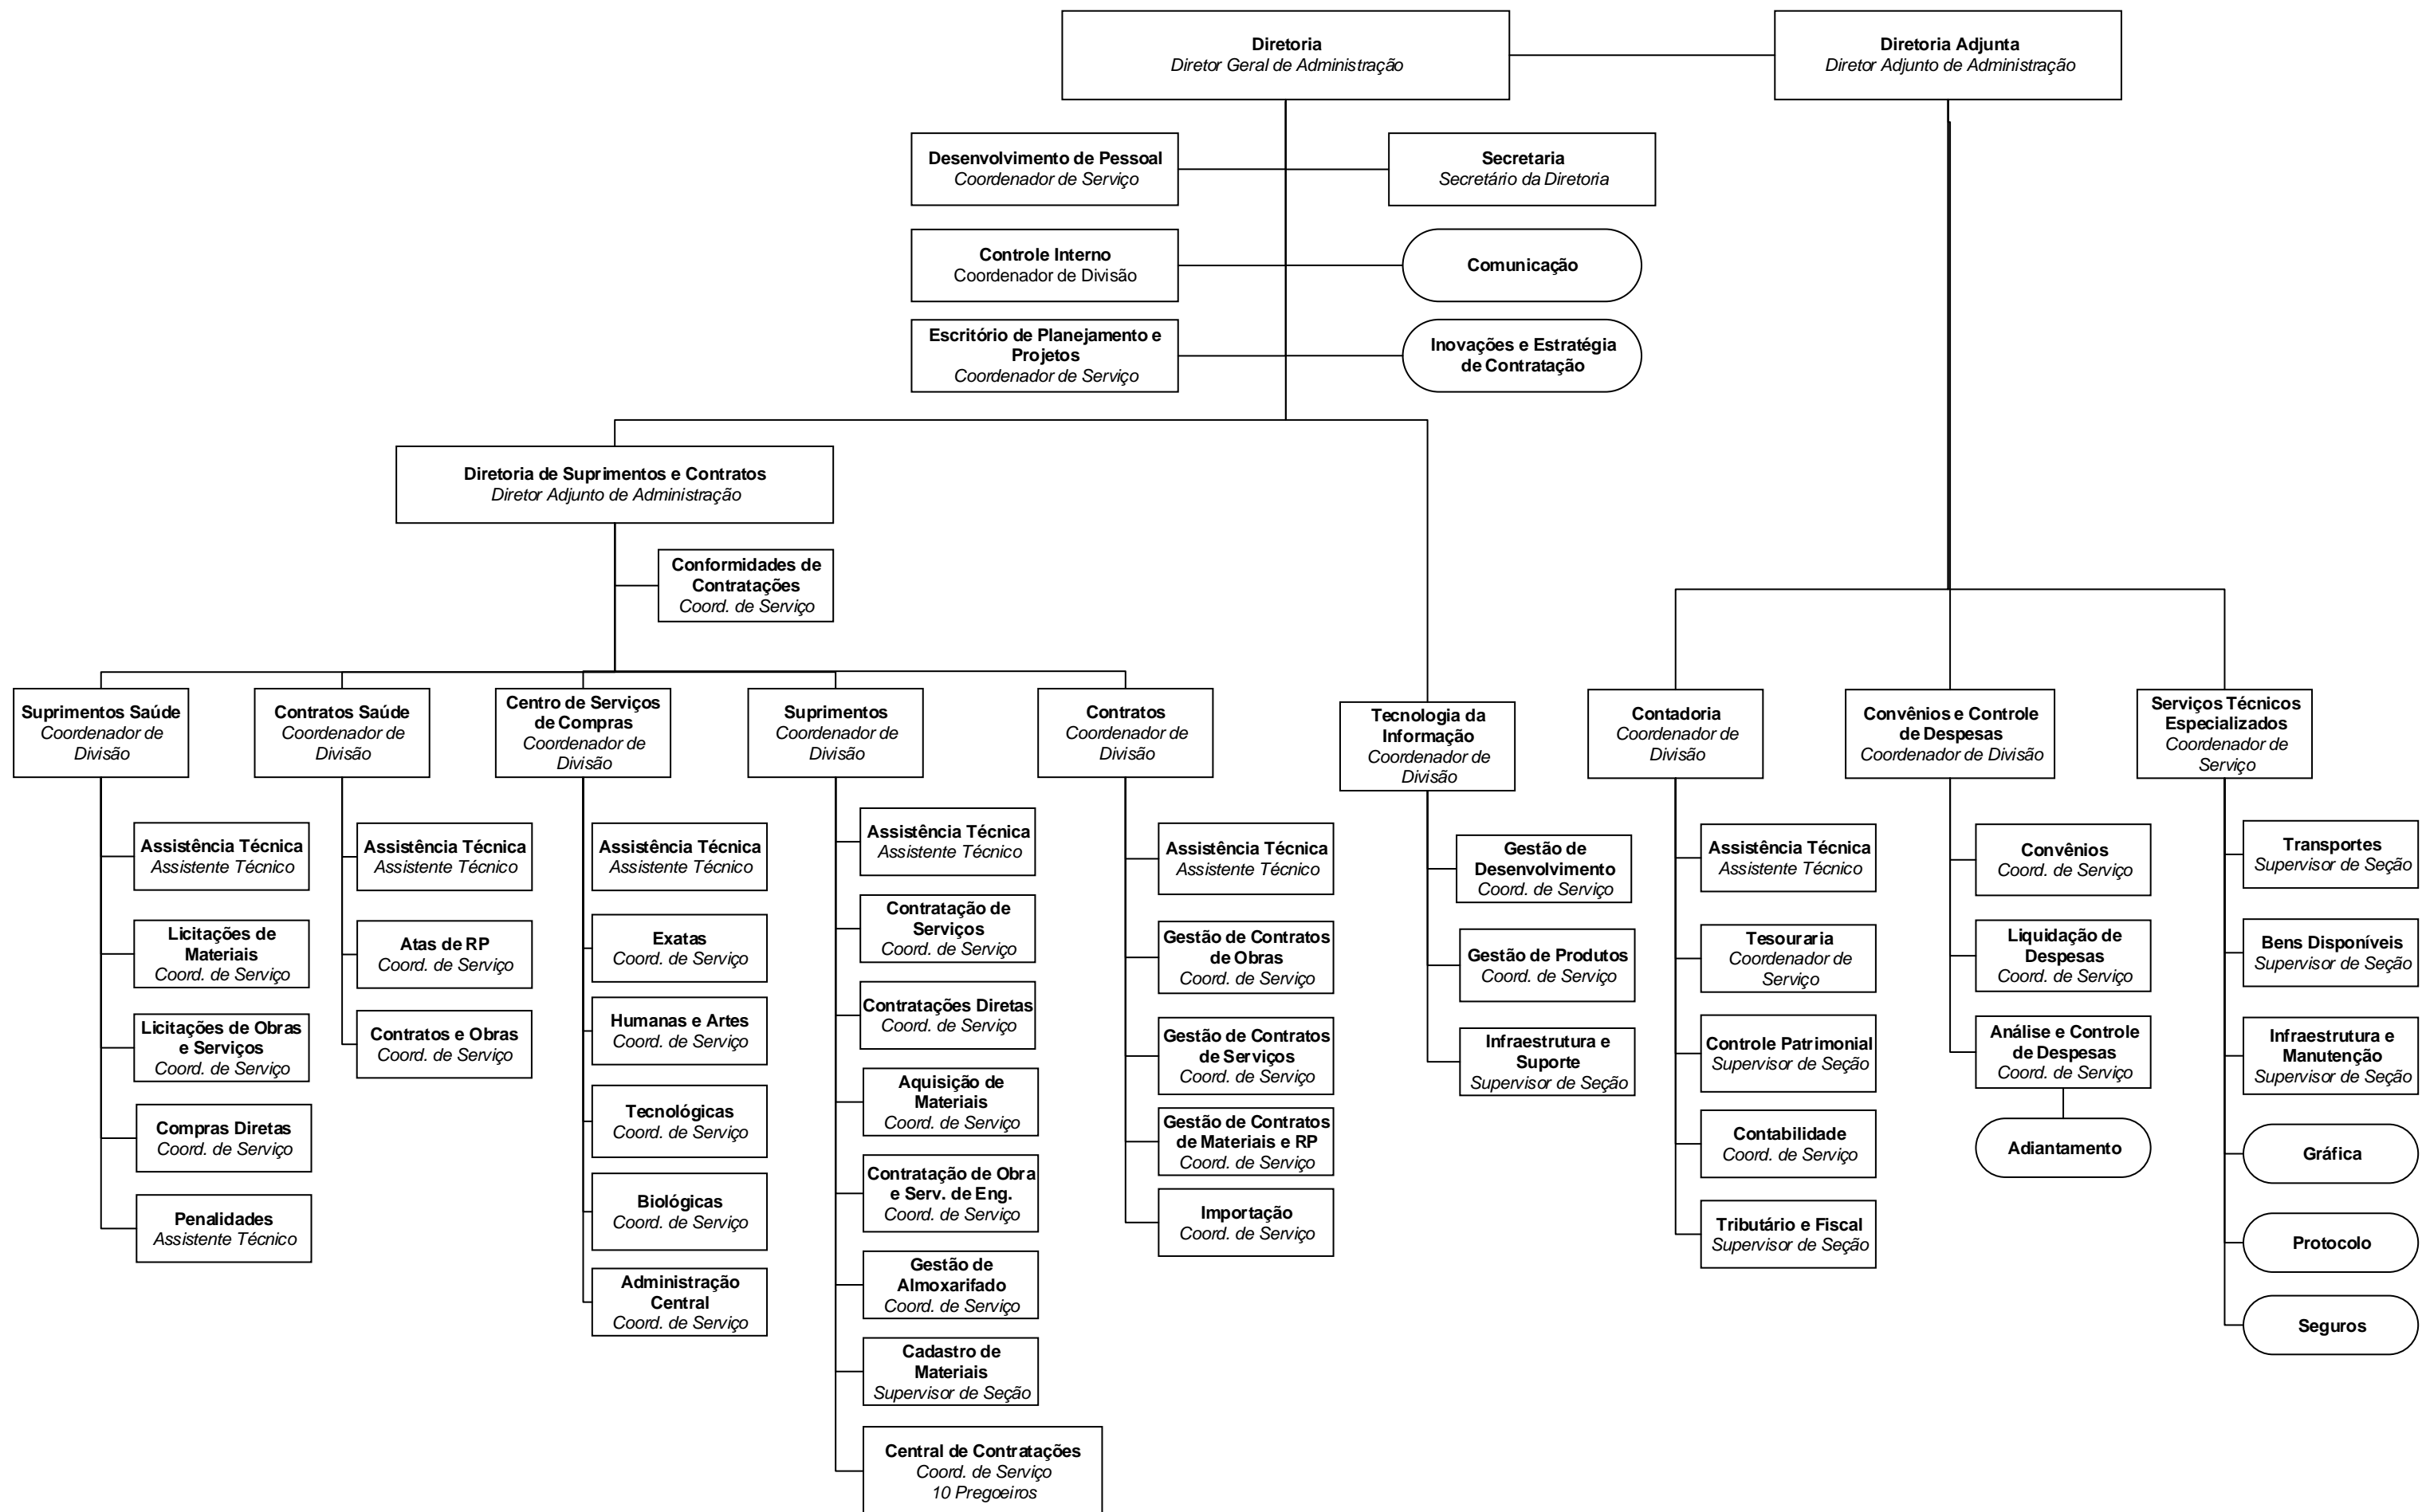 Diretoria
Diretor Geral de Administração
Diretoria Adjunta
Diretor Adjunto de Administração
Desenvolvimento de Pessoal
Coordenador de Serviço
Secretaria
Secretário da Diretoria
Controle Interno
Coordenador de Divisão
Comunicação
Escritório de Planejamento e
Projetos
Coordenador de Serviço
Inovações e Estratégia
de Contratação
Diretoria de Suprimentos e Contratos
Diretor Adjunto de Administração
Conformidades de
Contratações
Coord. de Serviço
Suprimentos Saúde
Coordenador de
Divisão
Assistência Técnica
Assistente Técnico
Licitações de
Materiais
Coord. de Serviço
Licitações de Obras
e Serviços
Coord. de Serviço
Compras Diretas
Coord. de Serviço
Penalidades
Assistente Técnico
Contratos Saúde
Coordenador de
Divisão
Assistência Técnica
Assistente Técnico
Atas de RP
Coord. de Serviço
Contratos e Obras
Coord. de Serviço
Centro de Serviços
de Compras
Coordenador de
Divisão
Assistência Técnica
Assistente Técnico
Exatas
Coord. de Serviço
Humanas e Artes
Coord. de Serviço
Tecnológicas
Coord. de Serviço
Biológicas
Coord. de Serviço
Administração
Central
Coord. de Serviço
Suprimentos
Coordenador de
Divisão
Assistência Técnica
Assistente Técnico
Contratação de
Serviços
Coord. de Serviço
Contratações Diretas
Coord. de Serviço
Aquisição de
Materiais
Coord. de Serviço
Contratação de Obra
e Serv. de Eng.
Coord. de Serviço
Gestão de
Almoxarifado
Coord. de Serviço
Cadastro de
Materiais
Supervisor de Seção
Central de Contratações
Coord. de Serviço
10 Pregoeiros
Contratos
Coordenador de
Divisão
Assistência Técnica
Assistente Técnico
Gestão de Contratos
de Obras
Coord. de Serviço
Gestão de Contratos
de Serviços
Coord. de Serviço
Gestão de Contratos
de Materiais e RP
Coord. de Serviço
Importação
Coord. de Serviço
Tecnologia da
Informação
Coordenador de
Divisão
Gestão de
Desenvolvimento
Coord. de Serviço
Gestão de Produtos
Coord. de Serviço
Infraestrutura e
Suporte
Supervisor de Seção
Contadoria
Coordenador de
Divisão
Assistência Técnica
Assistente Técnico
Tesouraria
Coordenador de
Serviço
Controle Patrimonial
Supervisor de Seção
Contabilidade
Coord. de Serviço
Tributário e Fiscal
Supervisor de Seção
Convênios e Controle
de Despesas
Coordenador de Divisão
Convênios
Coord. de Serviço
Liquidação de
Despesas
Coord. de Serviço
Análise e Controle
de Despesas
Coord. de Serviço
Adiantamento
Serviços Técnicos
Especializados
Coordenador de
Serviço
Transportes
Supervisor de Seção
Bens Disponíveis
Supervisor de Seção
Infraestrutura e
Manutenção
Supervisor de Seção
Gráfica
Protocolo
Seguros